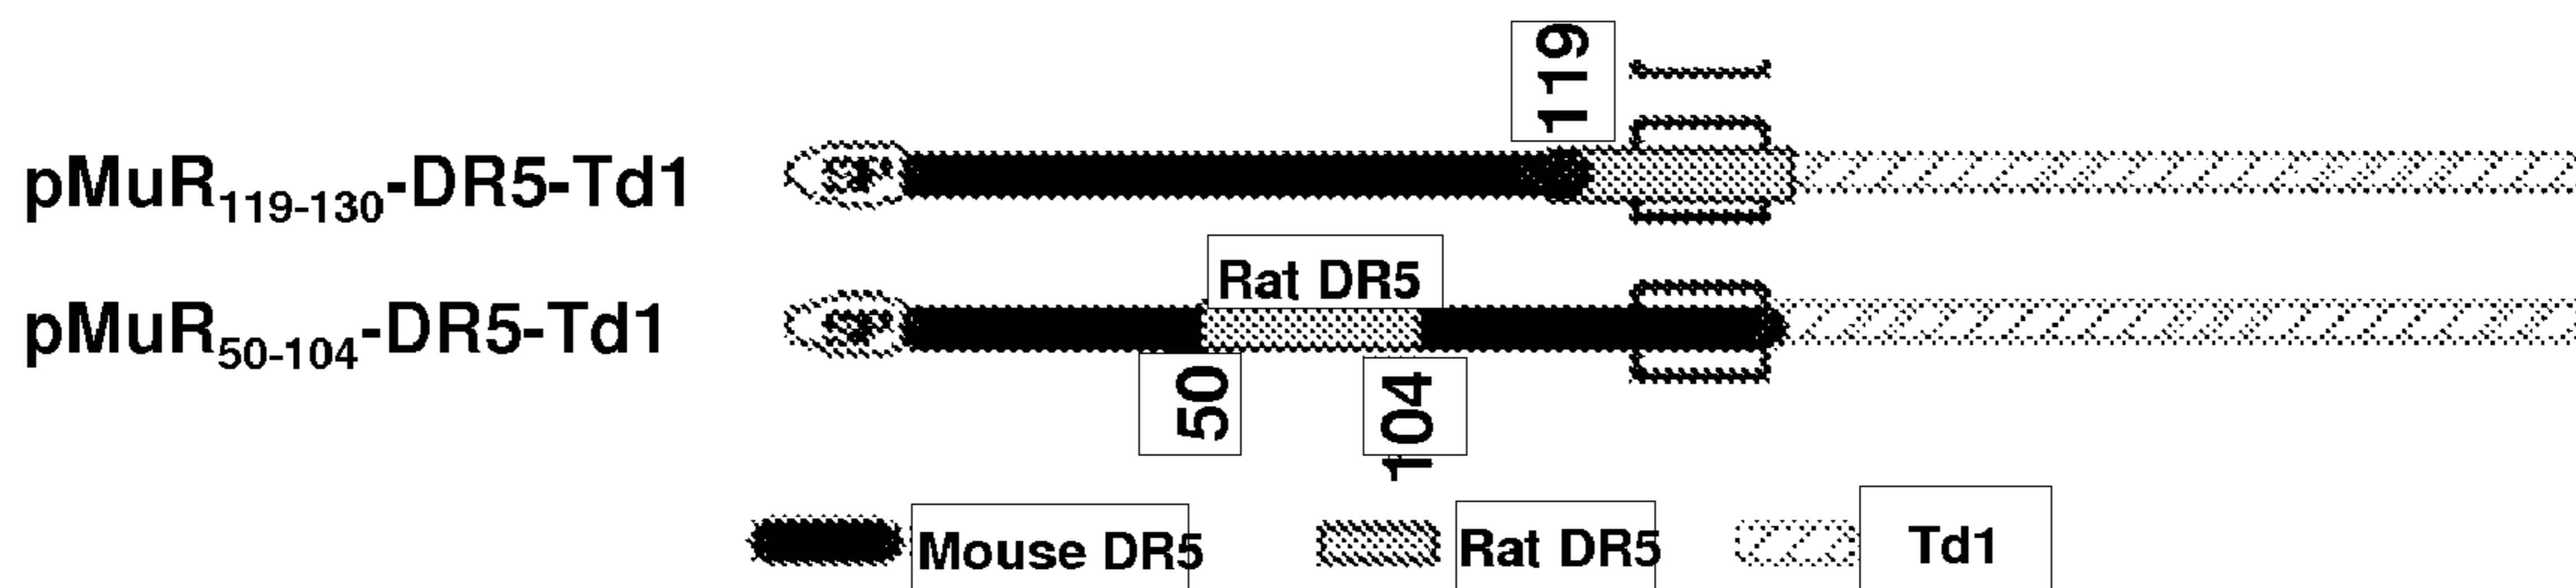 119
pMuR119-130-DR5-Td1
Rat DR5
pMuR50-104-DR5-Td1
50
104
Mouse DR5
Rat DR5
Td1